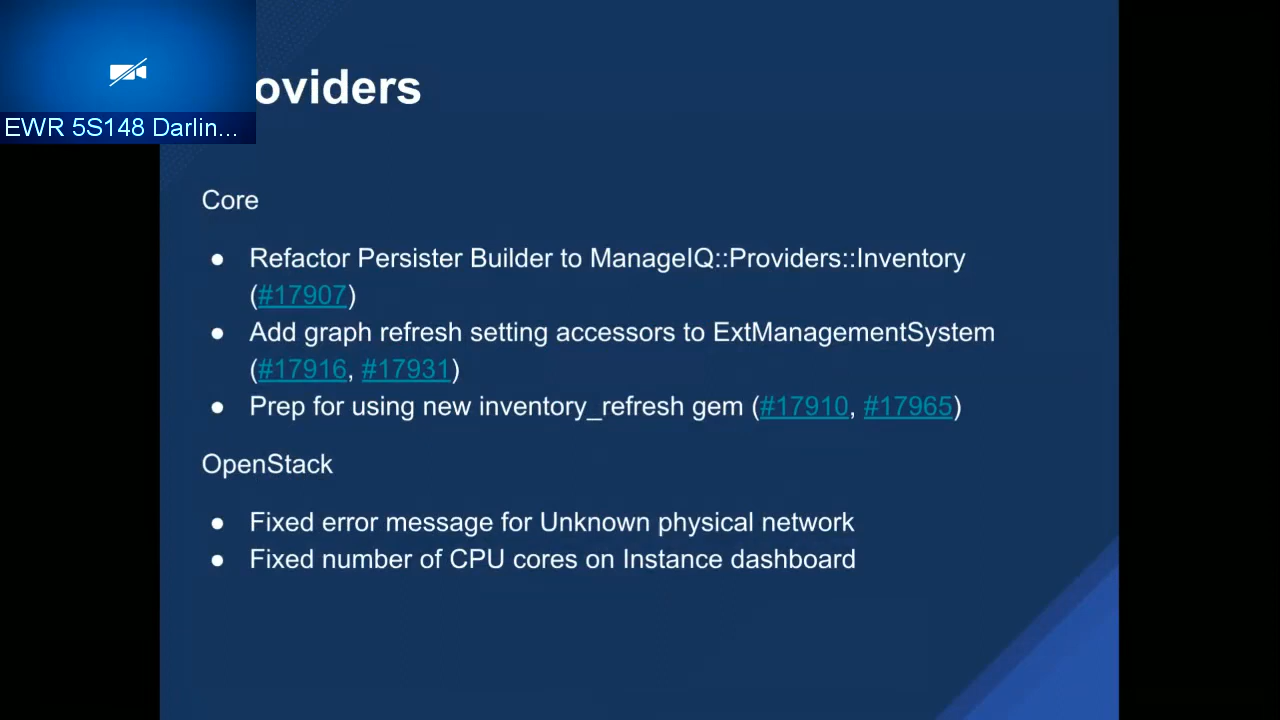 oviders
EWR 5S148 Darlin...
Core
● Refactor Persister Builder to ManageIQ::Providers::Inventory
(#17907)
● Add graph refresh setting accessors to ExtManagementSystem
(#17916, #17931)
● Prep for using new inventory_refresh gem (#17910, #17965)
OpenStack
● Fixed error message for Unknown physical network
● Fixed number of CPU cores on Instance dashboard